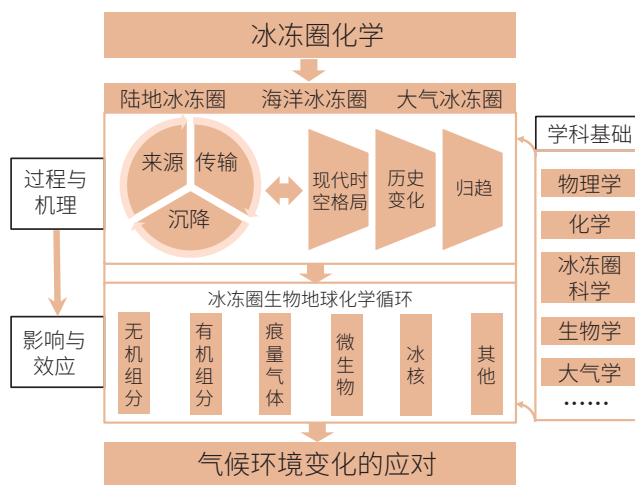 冰冻圈化学
陆地冰冻圈 海洋冰冻圈 大气冰冻圈
来源 传输
沉降
现代时
空格局
历史
变化
归趋
过程与
机理
冰冻圈生物地球化学循环
无机组分
有机组分
痕量气体
微生物
冰核
其他
影响与
效应
学科基础
物理学
化学
冰冻圈
科学
生物学
大气学
······
气候环境变化的应对